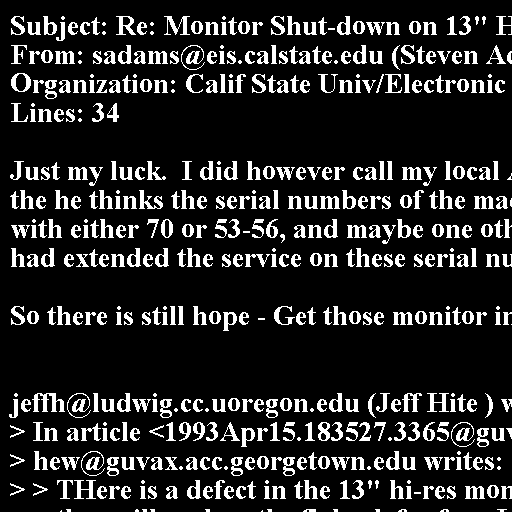 Subject: Re: Monitor Shut-down on 13" H
From: sadams@eis.calstate.edu (Steven Ad
Organization: Calif State Univ/Electronic
Lines: 34
Just my luck.  I did however call my local A
the he thinks the serial numbers of the mac
with either 70 or 53-56, and maybe one oth
had extended the service on these serial nu
So there is still hope - Get those monitor in
jeffh@ludwig.cc.uoregon.edu (Jeff Hite ) w
> In article <1993Apr15.183527.3365@guv
> hew@guvax.acc.georgetown.edu writes:
> > THere is a defect in the 13" hi-res mon